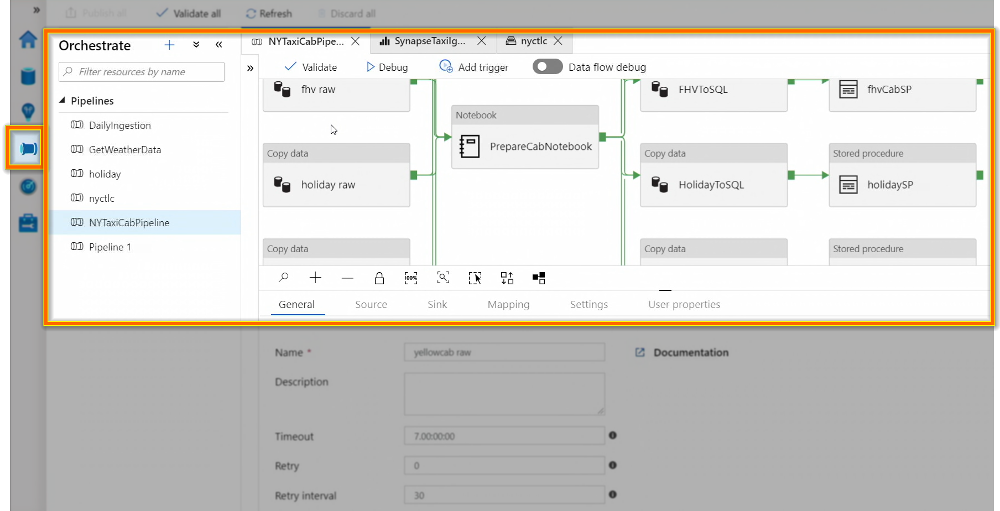 » Publish all Validate all Refresh Discard all
Orchestrate
Filter resources by name
Pipelines
DailyIngestion
GetWeatherData
holiday
nyctlc
NYTaxiCabPipeline
Pipeline 1
NYTaxiCabPipe... SynapseTaxiIg... nyctlc
Validate Debug Add trigger Data flow debug
fhv raw
FHVToSQL
fhvCabSP
Notebook
PrepareCabNotebook
Copy data
holiday raw
Copy data
HolidayToSQL
Stored procedure
holidaySP
Copy data
Copy data
Stored procedure
100%
General Source Sink Mapping Settings User properties
Name * yellowcab raw Documentation
Description
Timeout 7.00:00:00
Retry 0
Retry interval 30